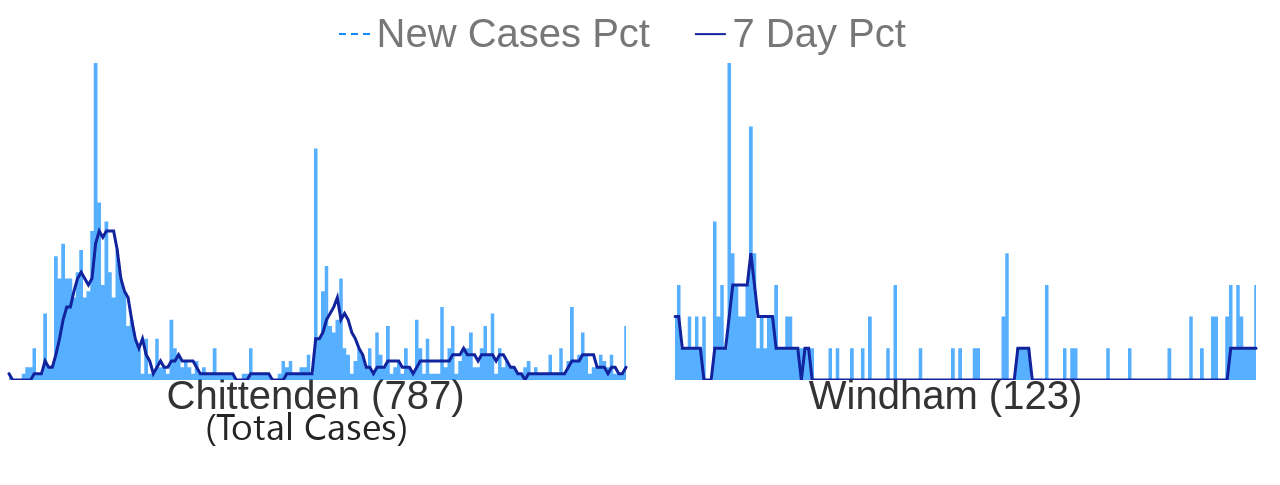 New Cases Pct 7 Day Pct
Chittenden (787) Windham (123)
(Total Cases)